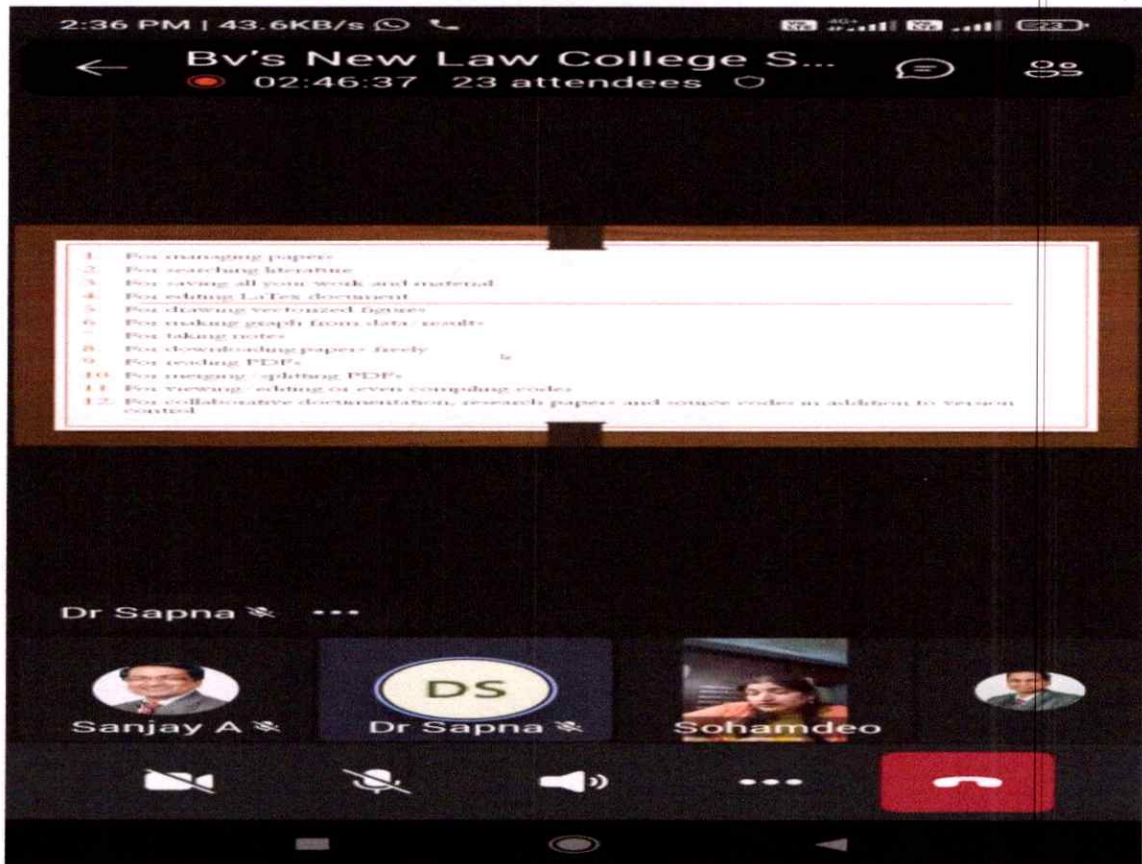 2:36 PM | 43.6KB/s
4G+
23
Bv's New Law College S...
02:46:37 23 attendees
1. For managing papers
2. For searching literature
3. For saving all your work and material
4. For editing LaTex document
5. For drawing vectorized figures
6. For making graph from data/results
7. For taking notes
8. For downloading papers freely
9. For reading PDFs
10. For merging/splitting PDFs
11. For viewing/editing or even compiling codes
12. For collaborative documentation, research papers and source codes in addition to version
control
Dr Sapna
DS
Sanjay A
Dr Sapna
Sohamdeo